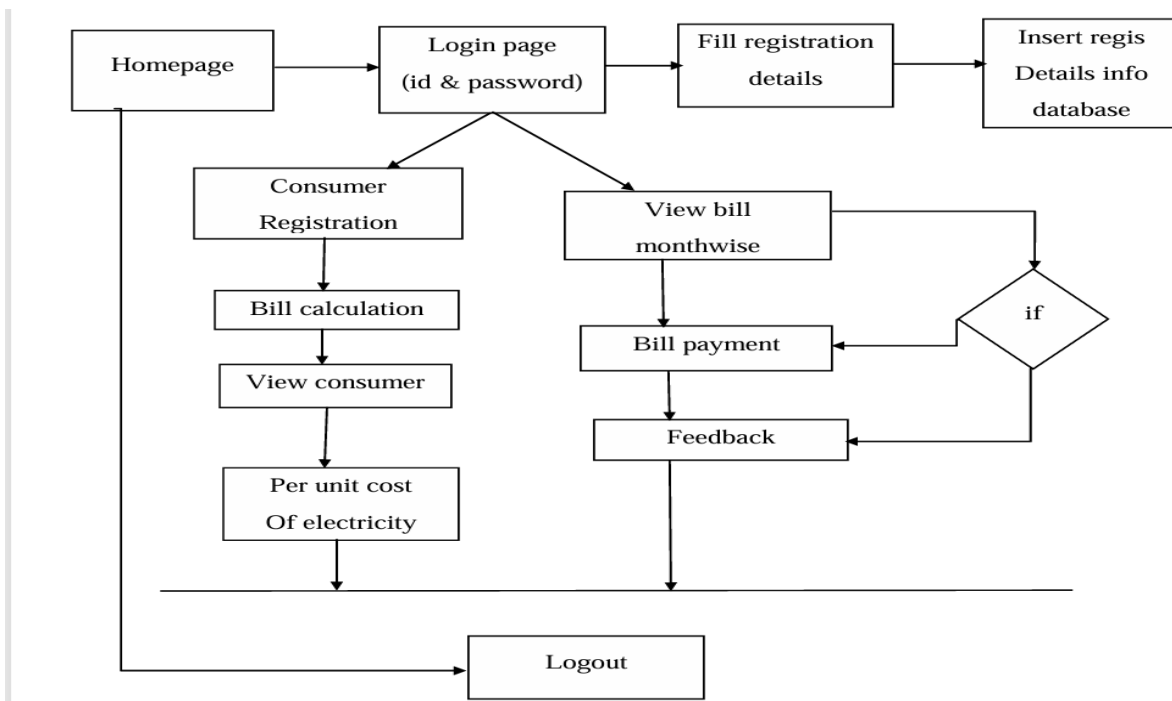 Homepage
Login page
(id & password)
Fill registration
details
Insert regis
Details info
database
Consumer
Registration
View bill
monthwise
Bill calculation
if
Bill payment
View consumer
Feedback
Per unit cost
Of electricity
Logout